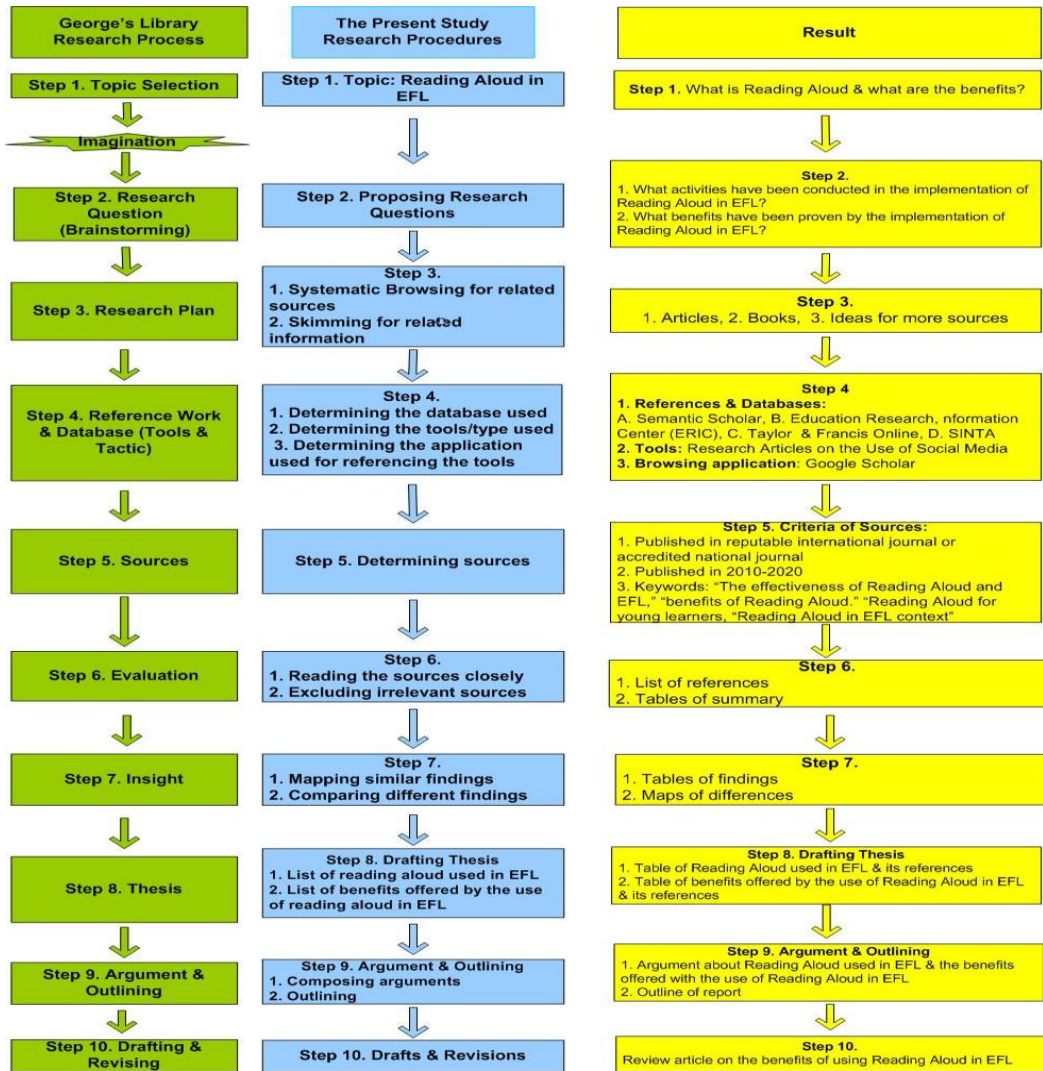 George's Library
Research Process
Step 1. Topic Selection
Imagination
Step 2. Research
Question
(Brainstorming)
Step 3. Research Plan
Step 4. Reference Work
& Database (Tools &
Tactic)
Step 5. Sources
Step 6. Evaluation
Step 7. Insight
Step 8. Thesis
Step 9. Argument &
Outlining
Step 10. Drafting &
Revising
The Present Study
Research Procedures
Step 1. Topic: Reading Aloud in
EFL
Step 2. Proposing Research
Questions
Step 3.
1. Systematic Browsing for related
sources
2. Skimming for related
information
Step 4.
1. Determining the database used
2. Determining the tools/type used
3. Determining the application
used for referencing the tools
Step 5. Determining sources
Step 6.
1. Reading the sources closely
2. Excluding irrelevant sources
Step 7.
1. Mapping similar findings
2. Comparing different findings
Step 8. Drafting Thesis
1. List of reading aloud used in EFL
2. List of benefits offered by the use
of reading aloud in EFL
Step 9. Argument & Outlining
1. Composing arguments
2. Outlining
Step 10. Drafts & Revisions
Result
Step 1. What is Reading Aloud & what are the benefits?
Step 2.
1. What activities have been conducted in the implementation of
Reading Aloud in EFL?
2. What benefits have been proven by the implementation of
Reading Aloud in EFL?
Step 3.
1. Articles, 2. Books, 3. Ideas for more sources
Step 4
1. References & Databases:
A. Semantic Scholar, B. Education Research, nformation
Center (ERIC), C. Taylor & Francis Online, D. SINTA
2. Tools: Research Articles on the Use of Social Media
3. Browsing application: Google Scholar
Step 5. Criteria of Sources:
1. Published in reputable international journal or
accredited national journal
2. Published in 2010-2020
3. Keywords: "The effectiveness of Reading Aloud and
EFL," "benefits of Reading Aloud." "Reading Aloud for
young learners, "Reading Aloud in EFL context"
Step 6.
1. List of references
2. Tables of summary
Step 7.
1. Tables of findings
2. Maps of differences
Step 8. Drafting Thesis
1. Table of Reading Aloud used in EFL & its references
2. Table of benefits offered by the use of Reading Aloud in EFL
& its references
Step 9. Argument & Outlining
1. Argument about Reading Aloud used in EFL & the benefits
offered with the use of Reading Aloud in EFL
2. Outline of report
Step 10.
Review article on the benefits of using Reading Aloud in EFL